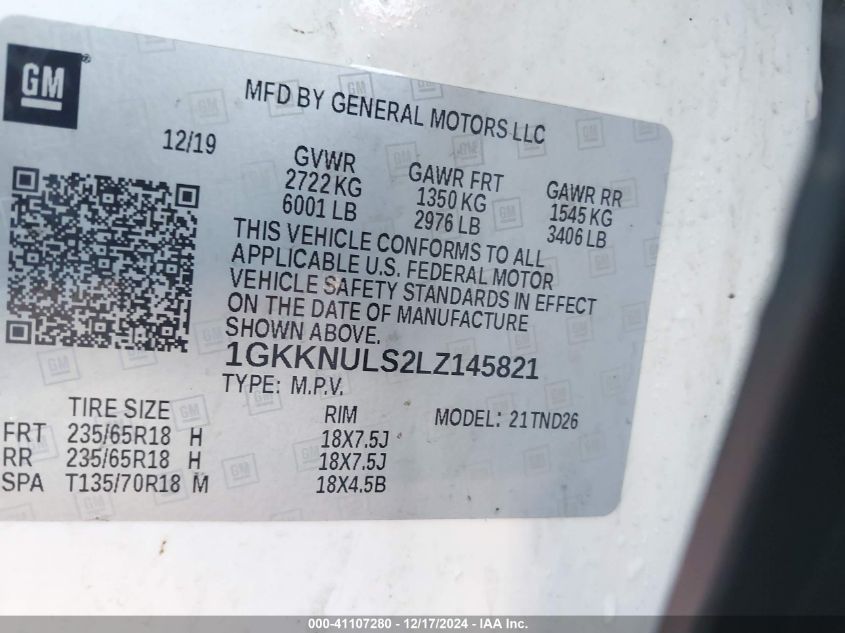 GM
MFD BY GENERAL MOTORS LLC
12/19
GVWR
2722 KG
6001 LB
GAWR FRT
1350 KG
2976 LB
GAWR RR
1545 KG
3406 LB
THIS VEHICLE CONFORMS TO ALL
APPLICABLE U.S. FEDERAL MOTOR
VEHICLE SAFETY STANDARDS IN EFFECT
ON THE DATE OF MANUFACTURE
SHOWN ABOVE.
1GKKNULS2LZ145821
TYPE: M.P.V.
MODEL: 21TND26
TIRE SIZE RIM
FRT 235/65R18 H 18X7.5J
RR 235/65R18 H 18X7.5J
SPA T135/70R18 M 18X4.5B
000-41107280 - 12/17/2024 - IAA Inc.